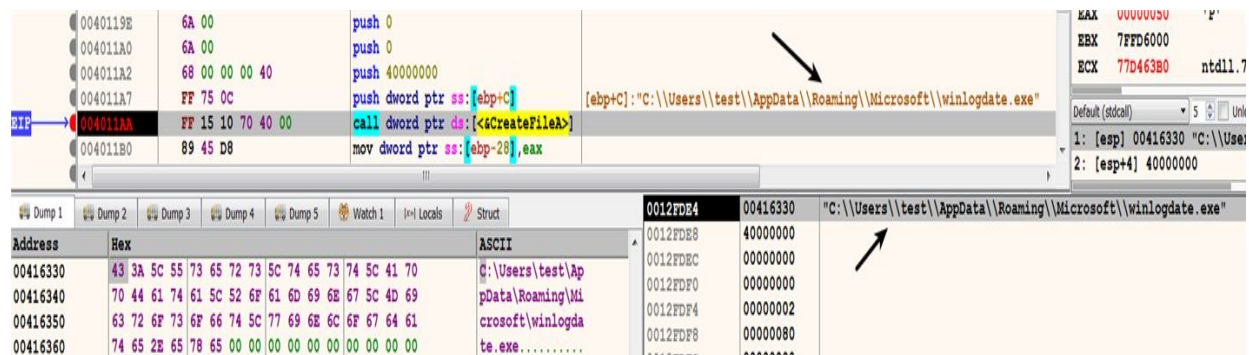 0040119E 6A 00 push 0
004011A0 6A 00 push 0
004011A2 68 00 00 00 40 push 40000000
004011A7 FF 75 0C push dword ptr ss:[ebp+C] [ebp+C]:"C:\\Users\\test\\AppData\\Roaming\\Microsoft\\winlogdate.exe"
EIP 004011AA FF 15 10 70 40 00 call dword ptr ds:[<&CreateFileA>]
004011B0 89 45 D8 mov dword ptr ss:[ebp-28],eax
EAX 00000050 'P'
EBX 7FFD6000
ECX 77D463B0 ntdll.7
Default (stdcall) 5 Unl
1: [esp] 00416330 "C:\\User
2: [esp+4] 40000000
Dump 1 Dump 2 Dump 3 Dump 4 Dump 5 Watch 1 [x=] Locals Struct
Address Hex ASCII
00416330 43 3A 5C 55 73 65 72 73 5C 74 65 73 74 5C 41 70 C:\Users\test\Ap
00416340 70 44 61 74 61 5C 52 6F 61 6D 69 6E 67 5C 4D 69 pData\Roaming\Mi
00416350 63 72 6F 73 6F 66 74 5C 77 69 6E 6C 6F 67 64 61 crosoft\winlogda
00416360 74 65 2E 65 78 65 00 00 00 00 00 00 00 00 00 00 te.exe..........
0012FDE4 00416330 "C:\\Users\\test\\AppData\\Roaming\\Microsoft\\winlogdate.exe"
0012FDE8 40000000
0012FDEC 00000000
0012FDF0 00000000
0012FDF4 00000002
0012FDF8 00000080